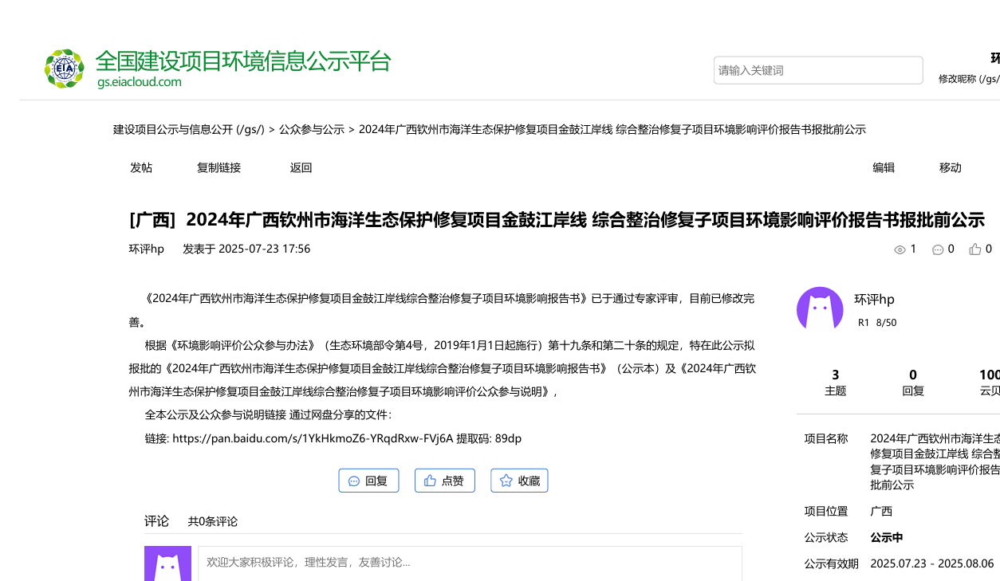 EIA
全国建设项目环境信息公示平台
gs.eiacloud.com
请输入关键词
修改昵称 (/gs/
建设项目公示与信息公开 (/gs/) > 公众参与公示 > 2024年广西钦州市海洋生态保护修复项目金鼓江岸线 综合整治修复子项目环境影响评价报告书报批前公示
发帖 复制链接 返回 编辑 移动
[广西] 2024年广西钦州市海洋生态保护修复项目金鼓江岸线 综合整治修复子项目环境影响评价报告书报批前公示
环评hp 发表于 2025-07-23 17:56 1 0 0
《2024年广西钦州市海洋生态保护修复项目金鼓江岸线综合整治修复子项目环境影响报告书》已于通过专家评审，目前已修改完
善。
根据《环境影响评价公众参与办法》（生态环境部令第4号，2019年1月1日起施行）第十九条和第二十条的规定，特在此公示拟
报批的《2024年广西钦州市海洋生态保护修复项目金鼓江岸线综合整治修复子项目环境影响报告书》（公示本）及《2024年广西钦
州市海洋生态保护修复项目金鼓江岸线综合整治修复子项目环境影响评价公众参与说明》，
全本公示及公众参与说明链接 通过网盘分享的文件：
链接: https://pan.baidu.com/s/1YkHkmoZ6-YRqdRxw-FVj6A 提取码: 89dp
回复 点赞 收藏
评论 共0条评论
欢迎大家积极评论，理性发言，友善讨论...
环评hp
R1 8/50
3 0 100
主题 回复 云贝
项目名称 2024年广西钦州市海洋生态
修复项目金鼓江岸线 综合整
复子项目环境影响评价报告
批前公示
项目位置 广西
公示状态 公示中
公示有效期 2025.07.23 - 2025.08.06